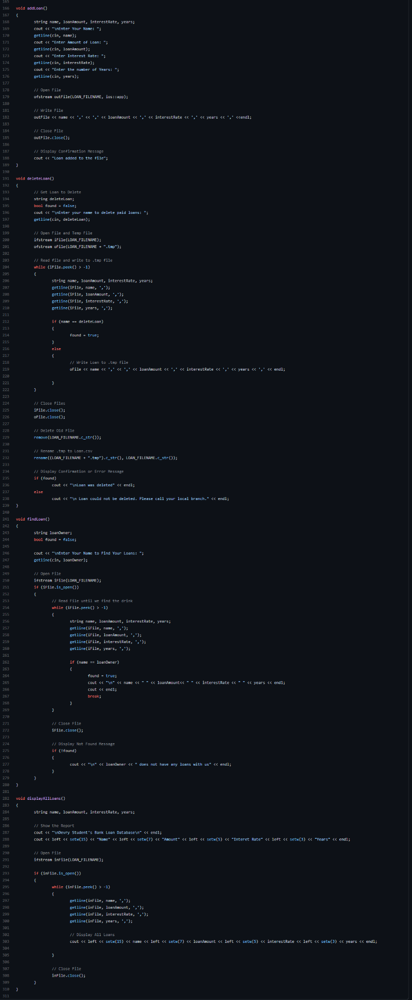 165
166 void addLoan()
167 {
168 string name, loanAmount, interestRate, years;
169 cout << "\nEnter Your Name: ";
170 getline(cin, name);
171 cout << "Enter Amount of Loan: ";
172 getline(cin, loanAmount);
173 cout << "Enter Interest Rate: ";
174 getline(cin, interestRate);
175 cout << "Enter the number of Years: ";
176 getline(cin, years);
177
178 // Open File
179 ofstream outFile(LOAN_FILENAME, ios::app);
180
181 // Write File
182 outFile << name << ',' << ',' << loanAmount << ',' << interestRate << ',' << years << ',' <<endl;
183
184 // Close File
185 outFile.close();
186
187 // Display Confirmation Message
188 cout << "Loan added to the file";
189 }
190
191 void deleteLoan()
192 {
193 // Get Loan to Delete
194 string deleteLoan;
195 bool found = false;
196 cout << "\nEnter your name to delete paid loans: ";
197 getline(cin, deleteLoan);
198
199 // Open File and Temp File
200 ifstream iFile(LOAN_FILENAME);
201 ofstream oFile(LOAN_FILENAME + ".tmp");
202
203 // Read file and write to .tmp file
204 while (iFile.peek() > -1)
205 {
206 string name, loanAmount, interestRate, years;
207 getline(iFile, name, ',');
208 getline(iFile, loanAmount, ',');
209 getline(iFile, interestRate, ',');
210 getline(iFile, years, ',');
211
212 if (name == deleteLoan)
213 {
214 found = true;
215 }
216 else
217 {
218 // Write Loan to .tmp file
219 oFile << name << ',' << ',' << loanAmount << ',' << interestRate << ',' << years << ',' << endl;
220
221 }
222 }
223
224 // Close Files
225 iFile.close();
226 oFile.close();
227
228 // Delete Old File
229 remove(LOAN_FILENAME.c_str());
230
231 // Rename .tmp to Loan.csv
232 rename((LOAN_FILENAME + ".tmp").c_str(), LOAN_FILENAME.c_str());
233
234 // Display Confirmation or Error Message
235 if (found)
236 cout << "\nLoan was deleted" << endl;
237 else
238 cout << "\n Loan could not be deleted. Please call your local branch." << endl;
239 }
240
241 void findLoan()
242 {
243 string loanOwner;
244 bool found = false;
245
246 cout << "\nEnter Your Name to Find Your Loans: ";
247 getline(cin, loanOwner);
248
249 // Open File
250 ifstream iFile(LOAN_FILENAME);
251 if (iFile.is_open())
252 {
253 // Read File until we find the drink
254 while (iFile.peek() > -1)
255 {
256 string name, loanAmount, interestRate, years;
257 getline(iFile, name, ',');
258 getline(iFile, loanAmount, ',');
259 getline(iFile, interestRate, ',');
260 getline(iFile, years, ',');
261
262 if (name == loanOwner)
263 {
264 found = true;
265 cout << "\n" << name << " " << loanAmount<< " " << interestRate << " " << years << endl;
266 cout << endl;
267 break;
268 }
269 }
270
271 // Close File
272 iFile.close();
273
274 // Display Not Found Message
275 if (!found)
276 {
277 cout << "\n" << loanOwner << " does not have any loans with us" << endl;
278 }
279 }
280 }
281
282 void displayAllLoans()
283 {
284 string name, loanAmount, interestRate, years;
285
286 // Show the Report
287 cout << "\nDevry Student's Bank Loan Database\n" << endl;
288 cout << left << setw(15) << "Name" << left << setw(7) << "Amount" << left << setw(5) << "Interet Rate" << left << setw(3) << "Years" << endl;
289
290 // Open File
291 ifstream inFile(LOAN_FILENAME);
292
293 if (inFile.is_open())
294 {
295 while (inFile.peek() > -1)
296 {
297 getline(inFile, name, ',');
298 getline(inFile, loanAmount, ',');
299 getline(inFile, interestRate, ',');
300 getline(inFile, years, ',');
301
302 // Display All Loans
303 cout << left << setw(15) << name << left << setw(7) << loanAmount << left << setw(5) << interestRate << left << setw(3) << years << endl;
304
305 }
306
307 // Close File
308 inFile.close();
309 }
310 }
311